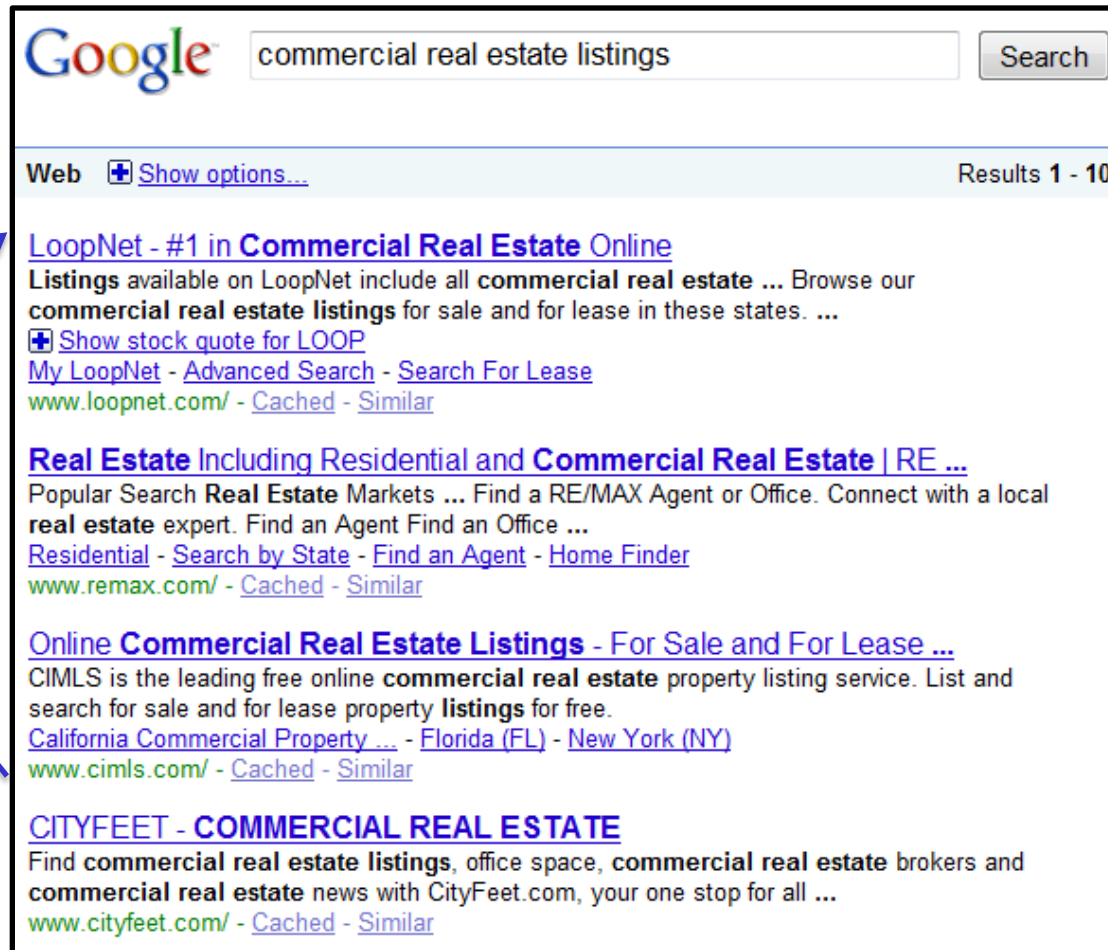 Google™ commercial real estate listings Search
Web Show options... Results 1 - 10
LoopNet - #1 in Commercial Real Estate Online
Listings available on LoopNet include all commercial real estate ... Browse our
commercial real estate listings for sale and for lease in these states. ...
Show stock quote for LOOP
My LoopNet - Advanced Search - Search For Lease
www.loopnet.com/ - Cached - Similar
Real Estate Including Residential and Commercial Real Estate | RE ...
Popular Search Real Estate Markets ... Find a RE/MAX Agent or Office. Connect with a local
real estate expert. Find an Agent Find an Office ...
Residential - Search by State - Find an Agent - Home Finder
www.remax.com/ - Cached - Similar
Online Commercial Real Estate Listings - For Sale and For Lease ...
CIMLS is the leading free online commercial real estate property listing service. List and
search for sale and for lease property listings for free.
California Commercial Property ... - Florida (FL) - New York (NY)
www.cimls.com/ - Cached - Similar
CITYFEET - COMMERCIAL REAL ESTATE
Find commercial real estate listings, office space, commercial real estate brokers and
commercial real estate news with CityFeet.com, your one stop for all ...
www.cityfeet.com/ - Cached - Similar